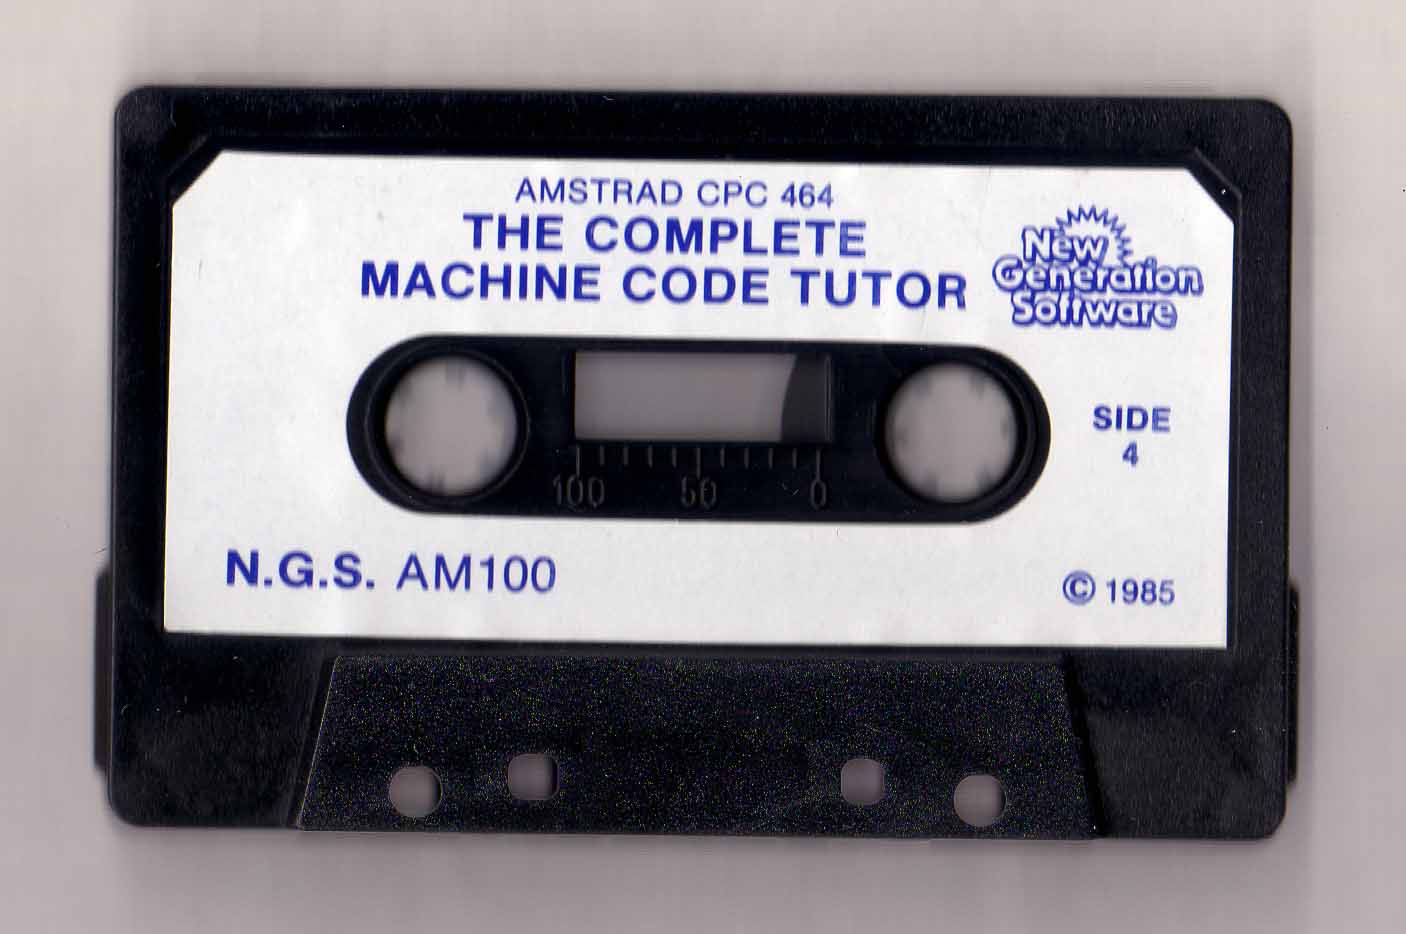 AMSTRAD CPC 464
THE COMPLETE
MACHINE CODE TUTOR
New
Generation
Software
SIDE
4
100 50 0
N.G.S. AM100
© 1985